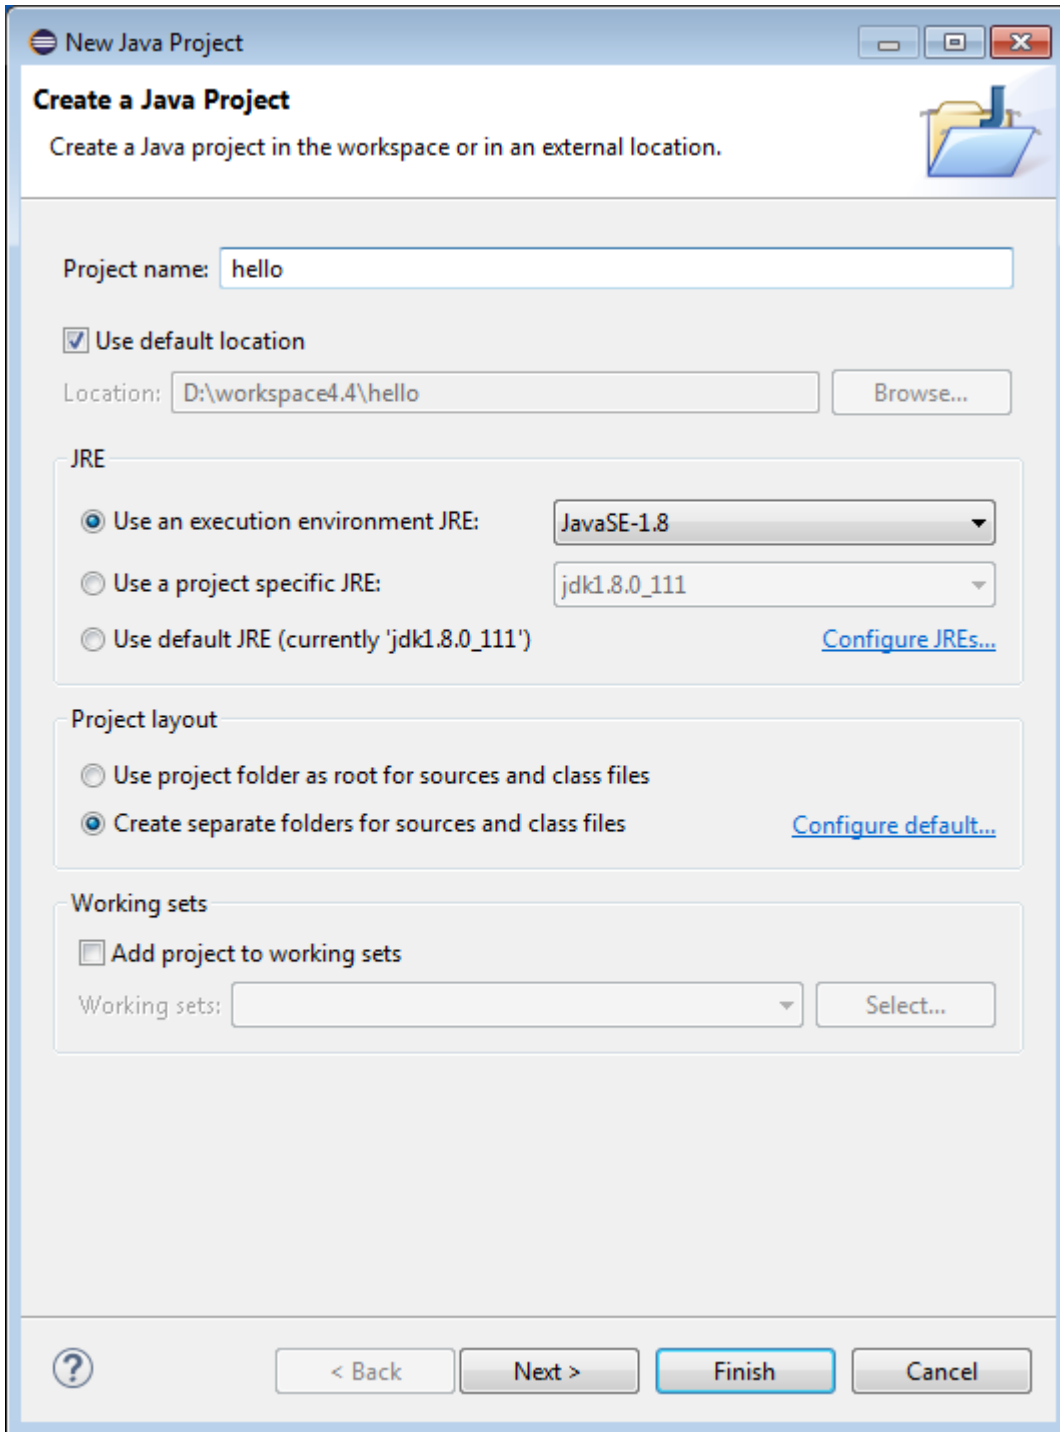 New Java Project
Create a Java Project
Create a Java project in the workspace or in an external location.
Project name: hello
Use default location
Location: D:\workspace4.4\hello Browse...
JRE
Use an execution environment JRE: JavaSE-1.8
Use a project specific JRE: jdk1.8.0_111
Use default JRE (currently 'jdk1.8.0_111') Configure JREs...
Project layout
Use project folder as root for sources and class files
Create separate folders for sources and class files Configure default...
Working sets
Add project to working sets
Working sets: Select...
? < Back Next > Finish Cancel